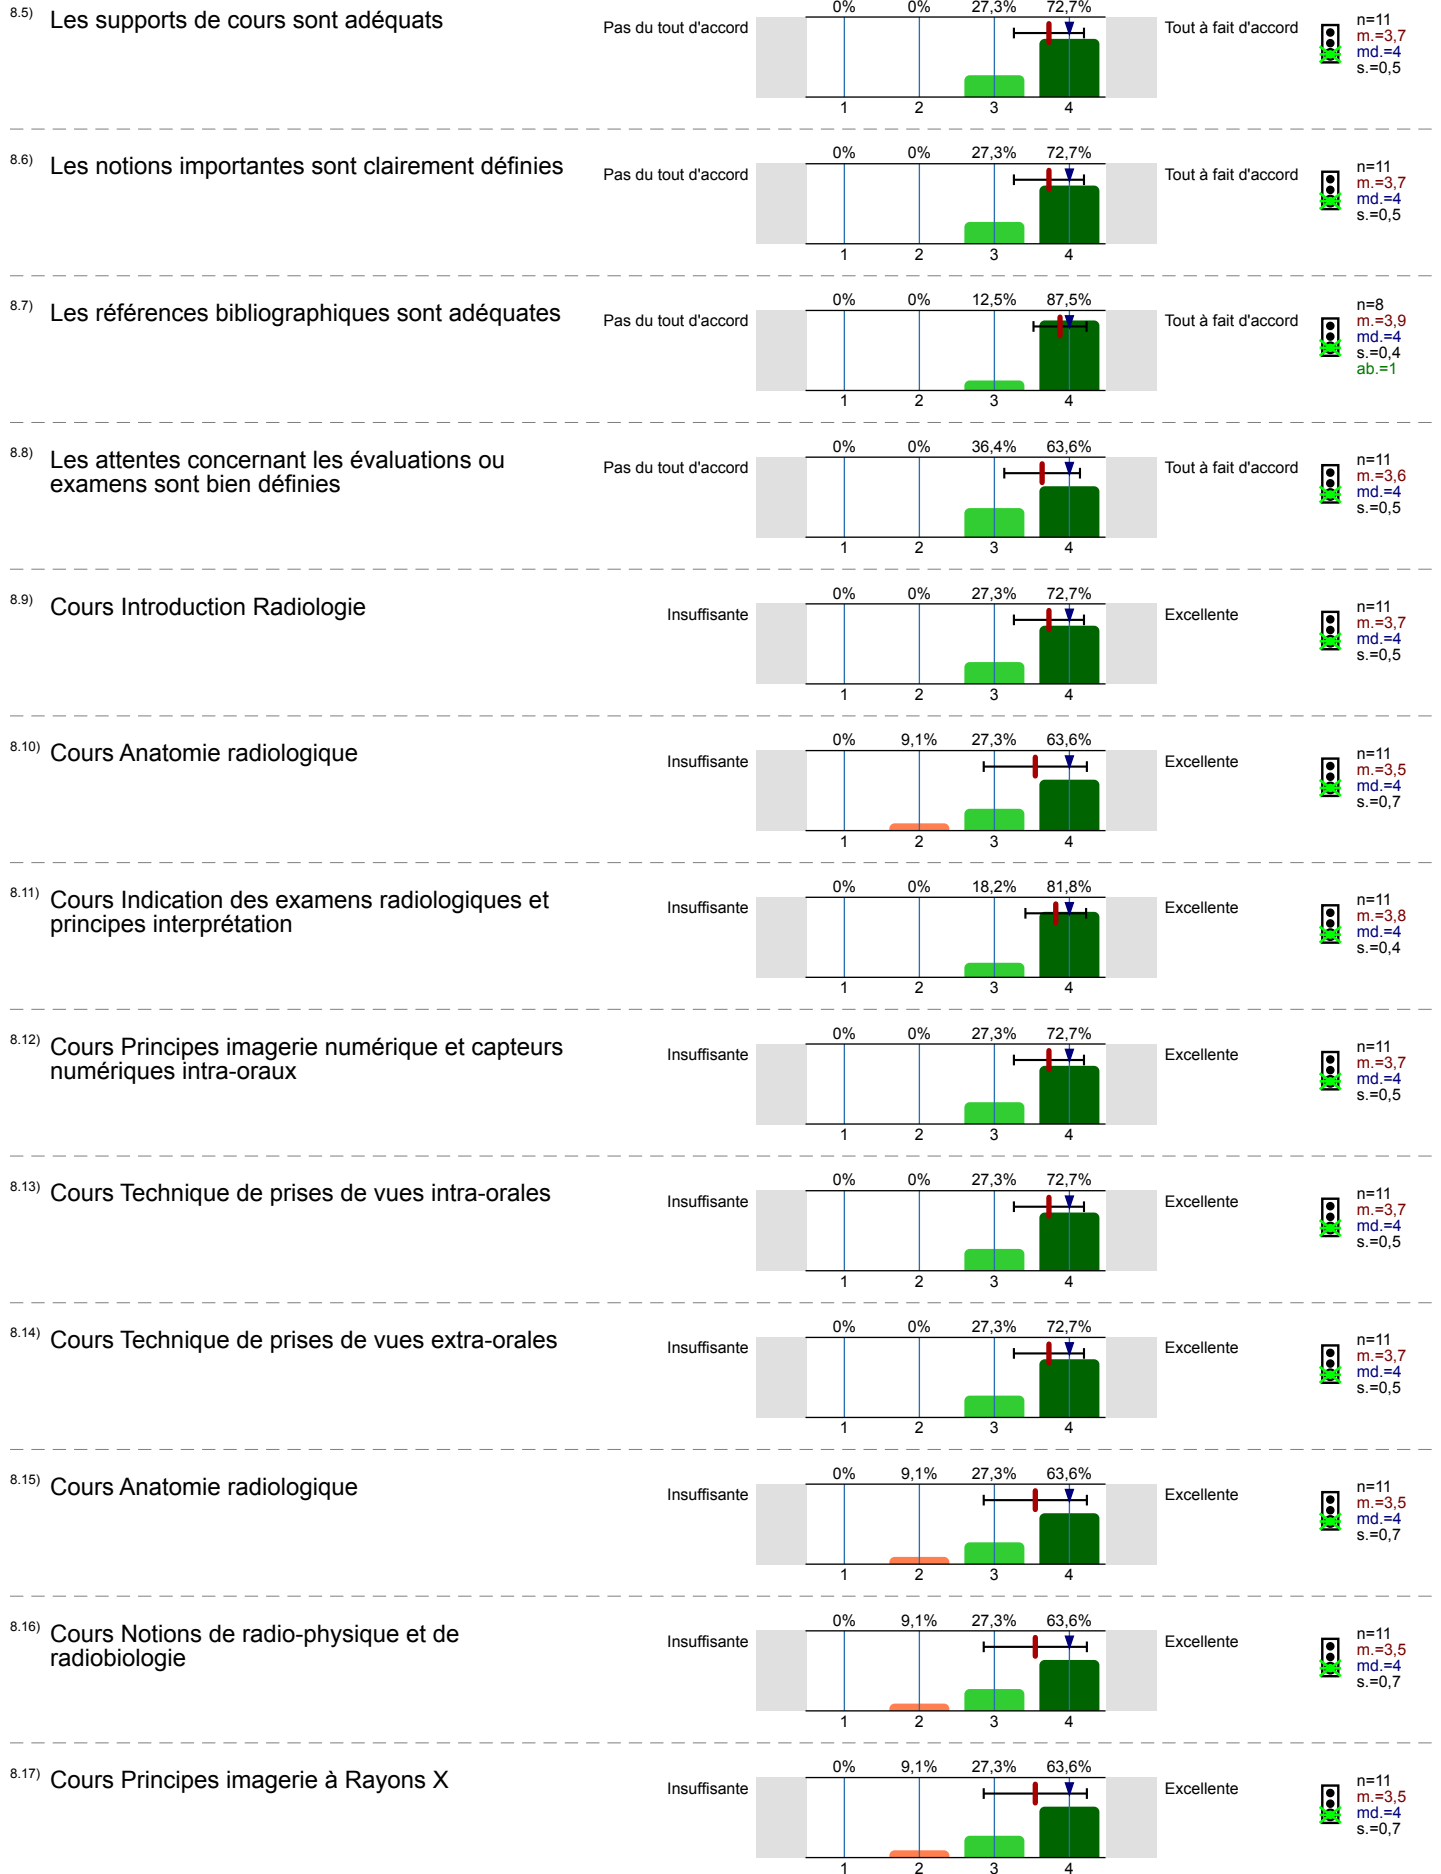 8.5) Les supports de cours sont adéquats
Pas du tout d'accord
0% 0% 27,3% 72,7%
1 2 3 4
Tout à fait d'accord
n=11
m.=3,7
md.=4
s.=0,5
8.6) Les notions importantes sont clairement définies
Pas du tout d'accord
0% 0% 27,3% 72,7%
1 2 3 4
Tout à fait d'accord
n=11
m.=3,7
md.=4
s.=0,5
8.7) Les références bibliographiques sont adéquates
Pas du tout d'accord
0% 0% 12,5% 87,5%
1 2 3 4
Tout à fait d'accord
n=8
m.=3,9
md.=4
s.=0,4
ab.=1
8.8) Les attentes concernant les évaluations ou
examens sont bien définies
Pas du tout d'accord
0% 0% 36,4% 63,6%
1 2 3 4
Tout à fait d'accord
n=11
m.=3,6
md.=4
s.=0,5
8.9) Cours Introduction Radiologie
Insuffisante
0% 0% 27,3% 72,7%
1 2 3 4
Excellente
n=11
m.=3,7
md.=4
s.=0,5
8.10) Cours Anatomie radiologique
Insuffisante
0% 9,1% 27,3% 63,6%
1 2 3 4
Excellente
n=11
m.=3,5
md.=4
s.=0,7
8.11) Cours Indication des examens radiologiques et
principes interprétation
Insuffisante
0% 0% 18,2% 81,8%
1 2 3 4
Excellente
n=11
m.=3,8
md.=4
s.=0,4
8.12) Cours Principes imagerie numérique et capteurs
numériques intra-oraux
Insuffisante
0% 0% 27,3% 72,7%
1 2 3 4
Excellente
n=11
m.=3,7
md.=4
s.=0,5
8.13) Cours Technique de prises de vues intra-orales
Insuffisante
0% 0% 27,3% 72,7%
1 2 3 4
Excellente
n=11
m.=3,7
md.=4
s.=0,5
8.14) Cours Technique de prises de vues extra-orales
Insuffisante
0% 0% 27,3% 72,7%
1 2 3 4
Excellente
n=11
m.=3,7
md.=4
s.=0,5
8.15) Cours Anatomie radiologique
Insuffisante
0% 9,1% 27,3% 63,6%
1 2 3 4
Excellente
n=11
m.=3,5
md.=4
s.=0,7
8.16) Cours Notions de radio-physique et de
radiobiologie
Insuffisante
0% 9,1% 27,3% 63,6%
1 2 3 4
Excellente
n=11
m.=3,5
md.=4
s.=0,7
8.17) Cours Principes imagerie à Rayons X
Insuffisante
0% 9,1% 27,3% 63,6%
1 2 3 4
Excellente
n=11
m.=3,5
md.=4
s.=0,7